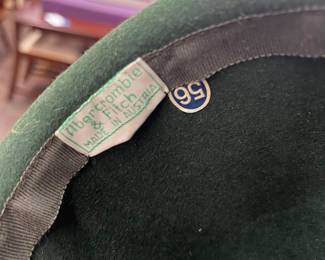 Abercrombie
& Fitch
MADE IN AUSTRIA
56